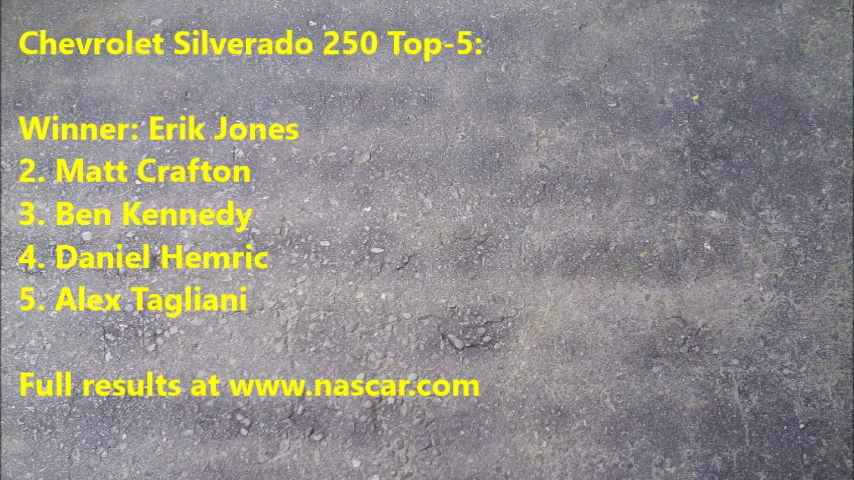 Chevrolet Silverado 250 Top-5:
Winner: Erik Jones
2. Matt Crafton
3. Ben Kennedy
4. Daniel Hemric
5. Alex Tagliani
Full results at www.nascar.com